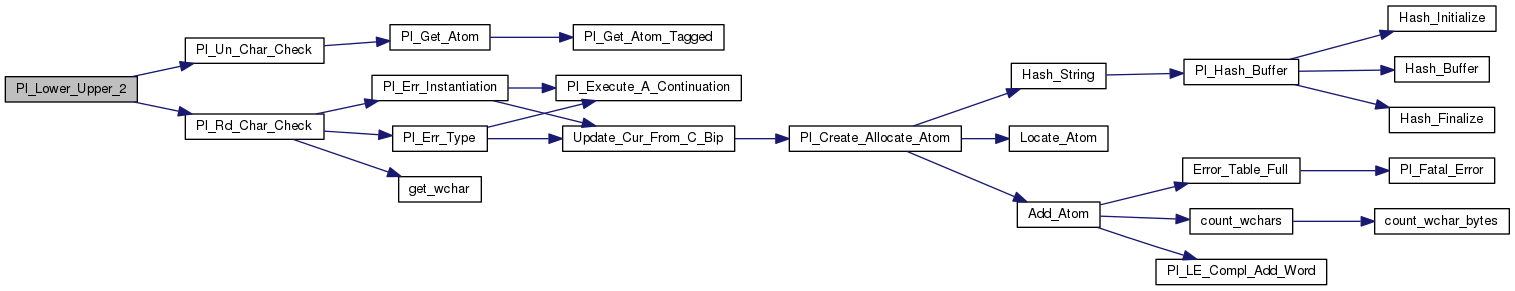 Pl_Lower_Upper_2
Pl_Un_Char_Check
Pl_Get_Atom
Pl_Get_Atom_Tagged
Pl_Rd_Char_Check
Pl_Err_Instantiation
Pl_Execute_A_Continuation
Pl_Err_Type
Update_Cur_From_C_Bip
get_wchar
Pl_Create_Allocate_Atom
Hash_String
Pl_Hash_Buffer
Hash_Initialize
Hash_Buffer
Hash_Finalize
Locate_Atom
Add_Atom
Error_Table_Full
Pl_Fatal_Error
count_wchars
count_wchar_bytes
Pl_LE_Compl_Add_Word